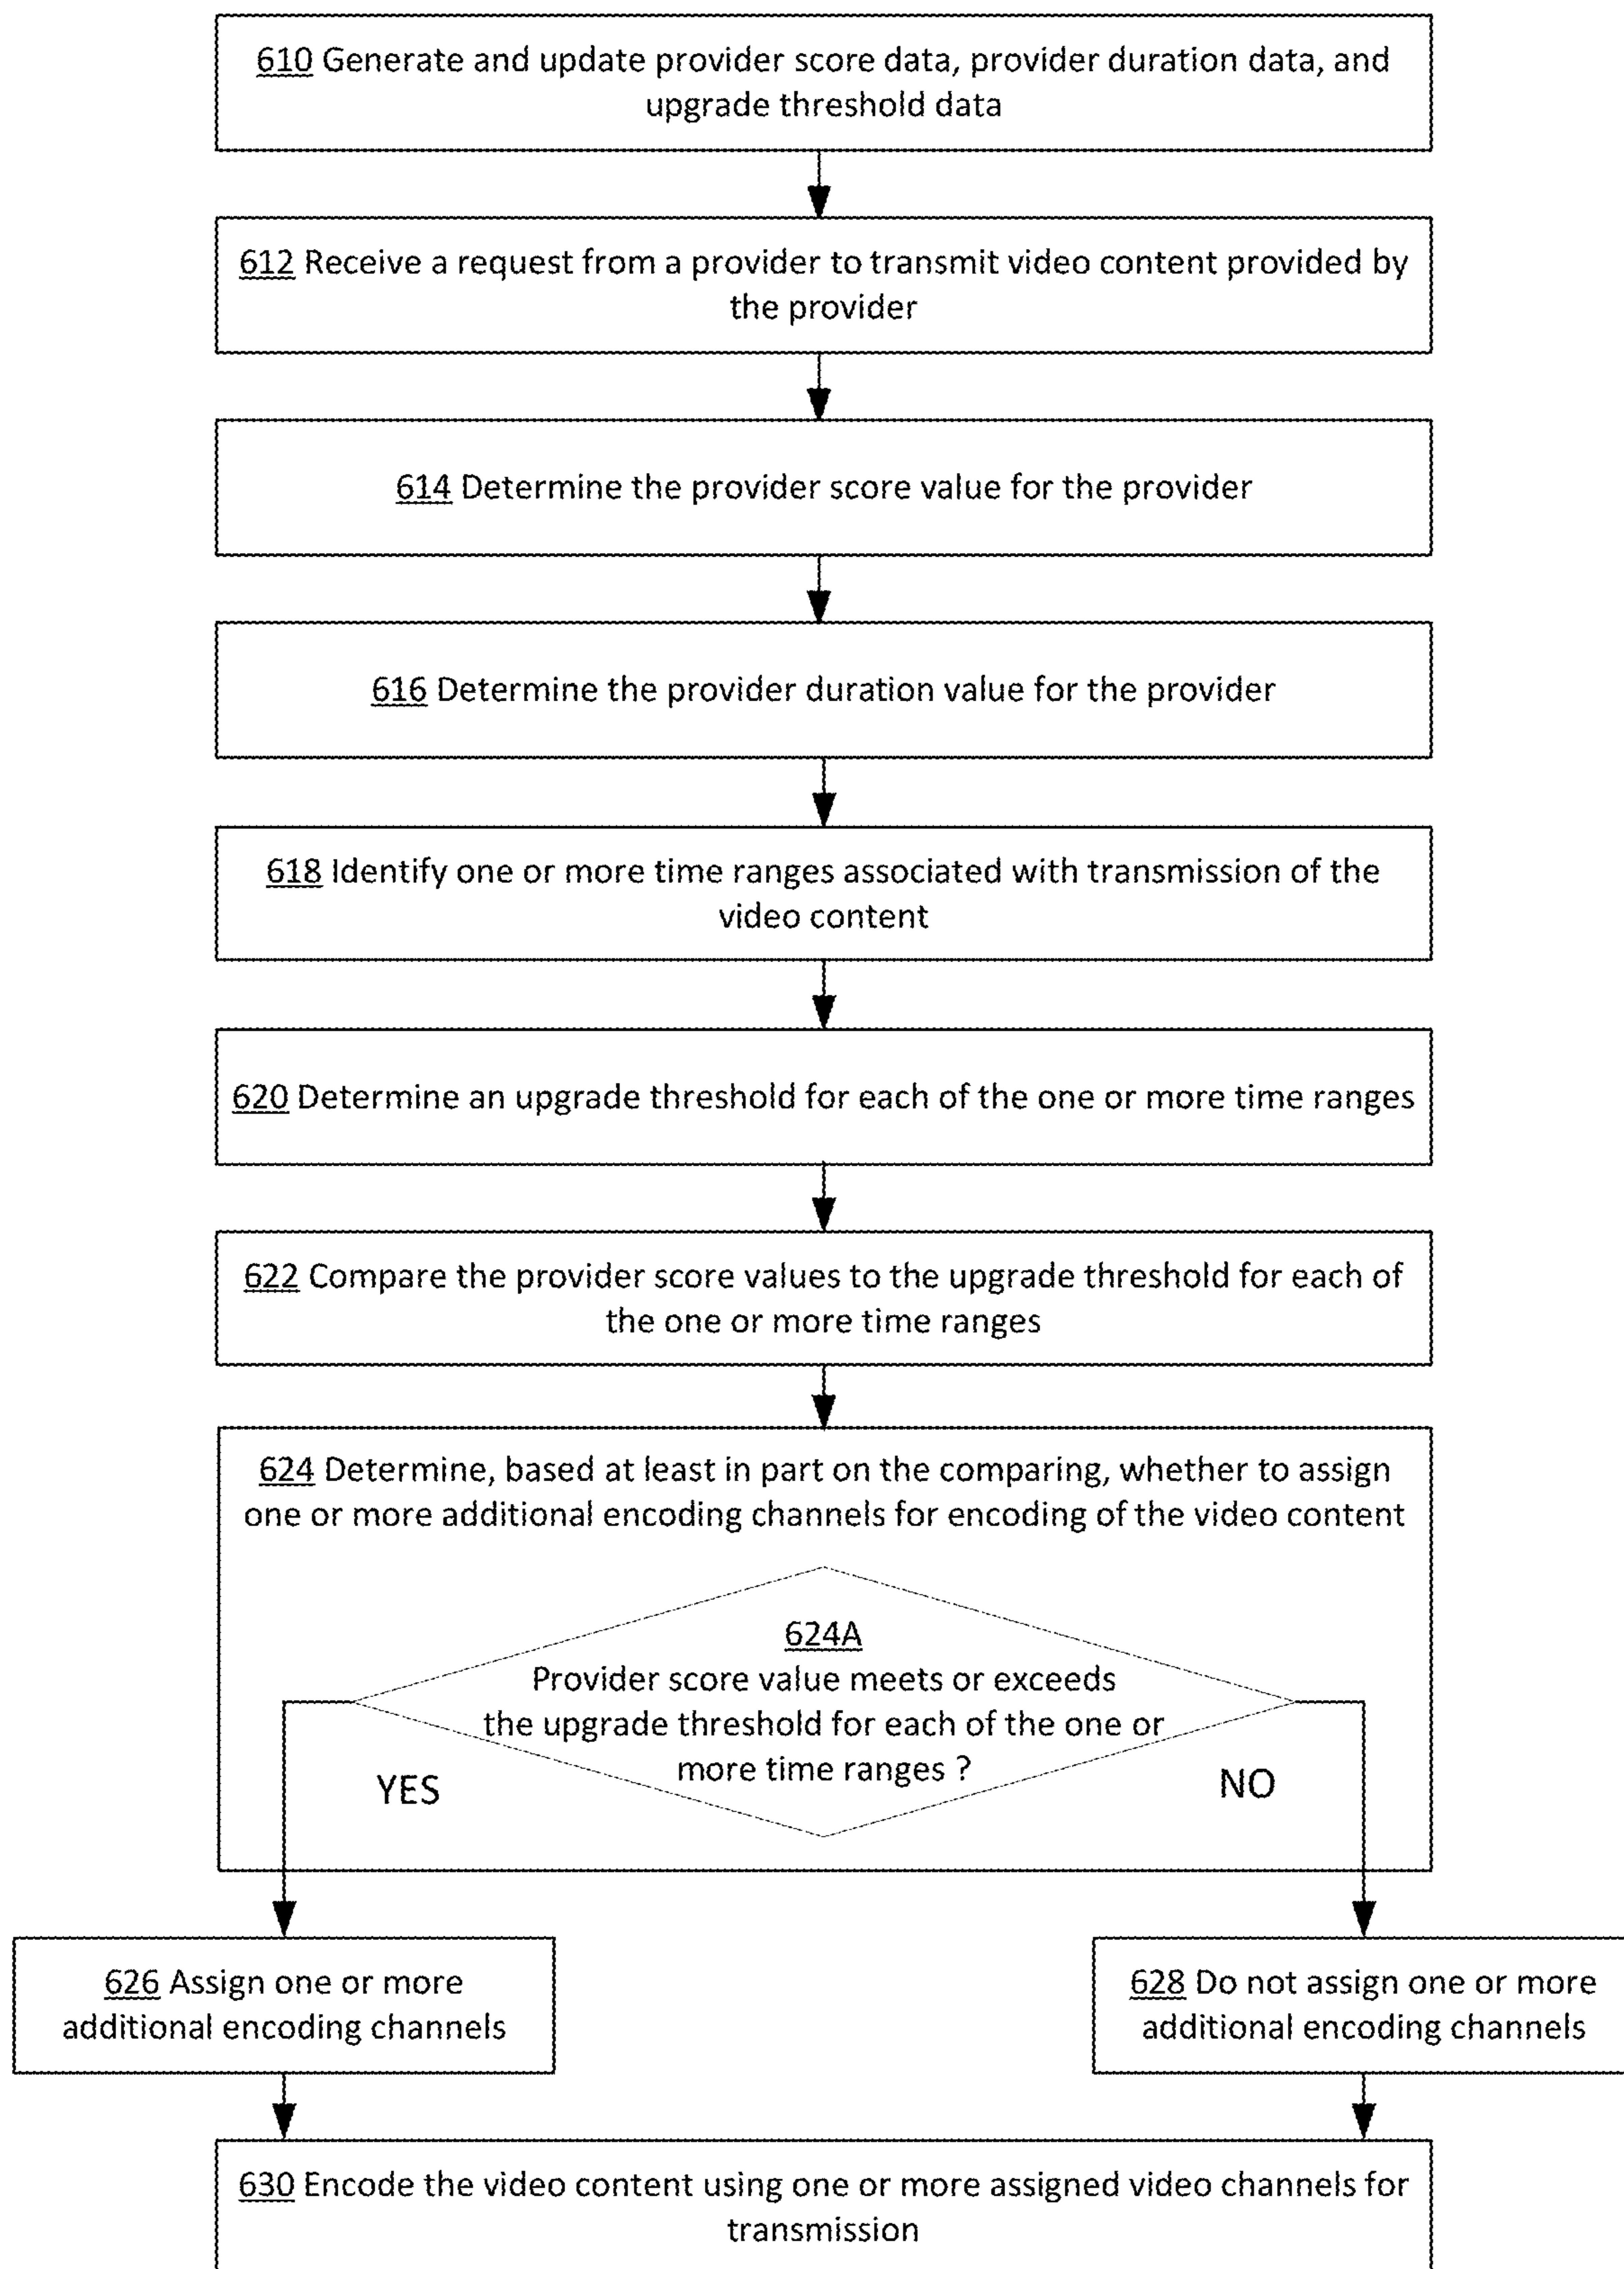 610 Generate and update provider score data, provider duration data, and
upgrade threshold data
612 Receive a request from a provider to transmit video content provided by
the provider
614 Determine the provider score value for the provider
616 Determine the provider duration value for the provider
618 Identify one or more time ranges associated with transmission of the
video content
620 Determine an upgrade threshold for each of the one or more time ranges
622 Compare the provider score values to the upgrade threshold for each of
the one or more time ranges
624 Determine, based at least in part on the comparing, whether to assign
one or more additional encoding channels for encoding of the video content
624A
Provider score value meets or exceeds
the upgrade threshold for each of the one or
more time ranges ?
YES
NO
626 Assign one or more
additional encoding channels
628 Do not assign one or more
additional encoding channels
630 Encode the video content using one or more assigned video channels for
transmission